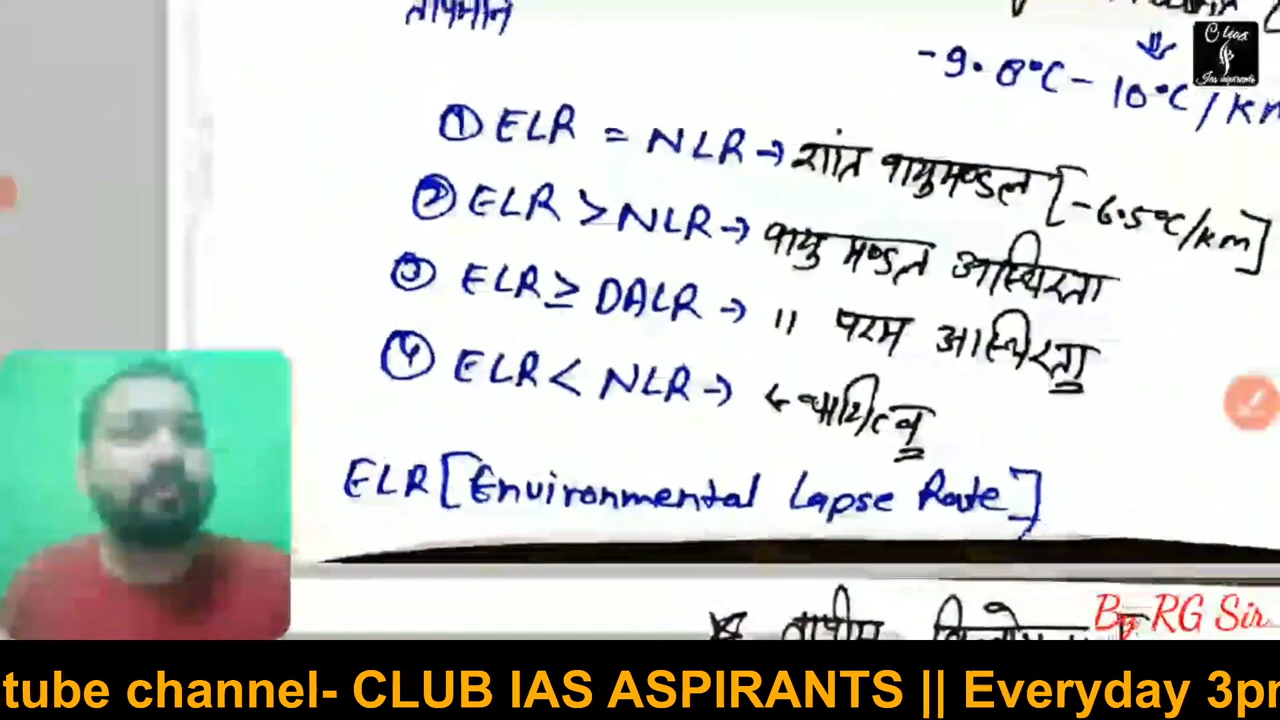 तापमान
-9.8°C - 10°C/km
① ELR = NLR → शांत वायुमण्डल [-6.5°C/km]
② ELR > NLR → वायु मण्डल अस्थिरता
③ ELR ≥ DALR → " परम अस्थिरता
④ ELR < NLR → स्थायित्व
ELR [Environmental Lapse Rate]
तापीय
By RG Sir
tube channel- CLUB IAS ASPIRANTS || Everyday 3p